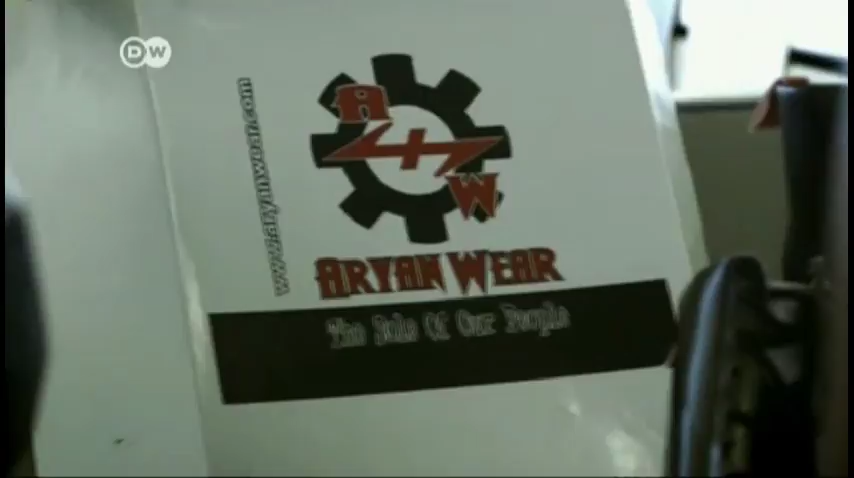 DW
www.aryanwear.com
A
W
ARYAN WEAR
The Sole Of Our People